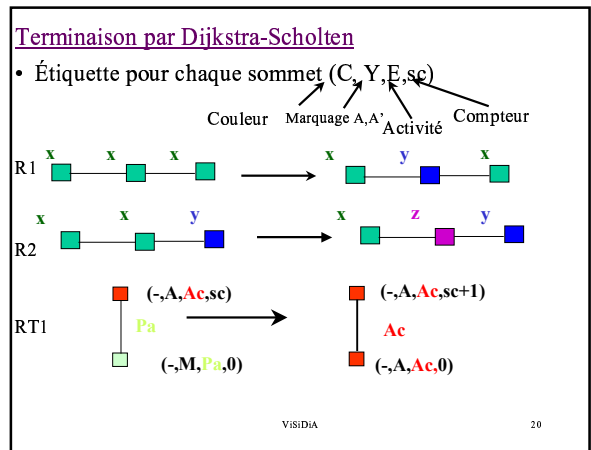 Terminaison par Dijkstra-Scholten
• Étiquette pour chaque sommet (C, Y,E,sc)
Couleur Marquage A,A' Activité Compteur
x x x x y x
R1
x x y x z y
R2
(-,A,Ac,sc) (-,A,Ac,sc+1)
RT1 Pa Ac
(-,M,Pa,0) (-,A,Ac,0)
ViSiDiA 20